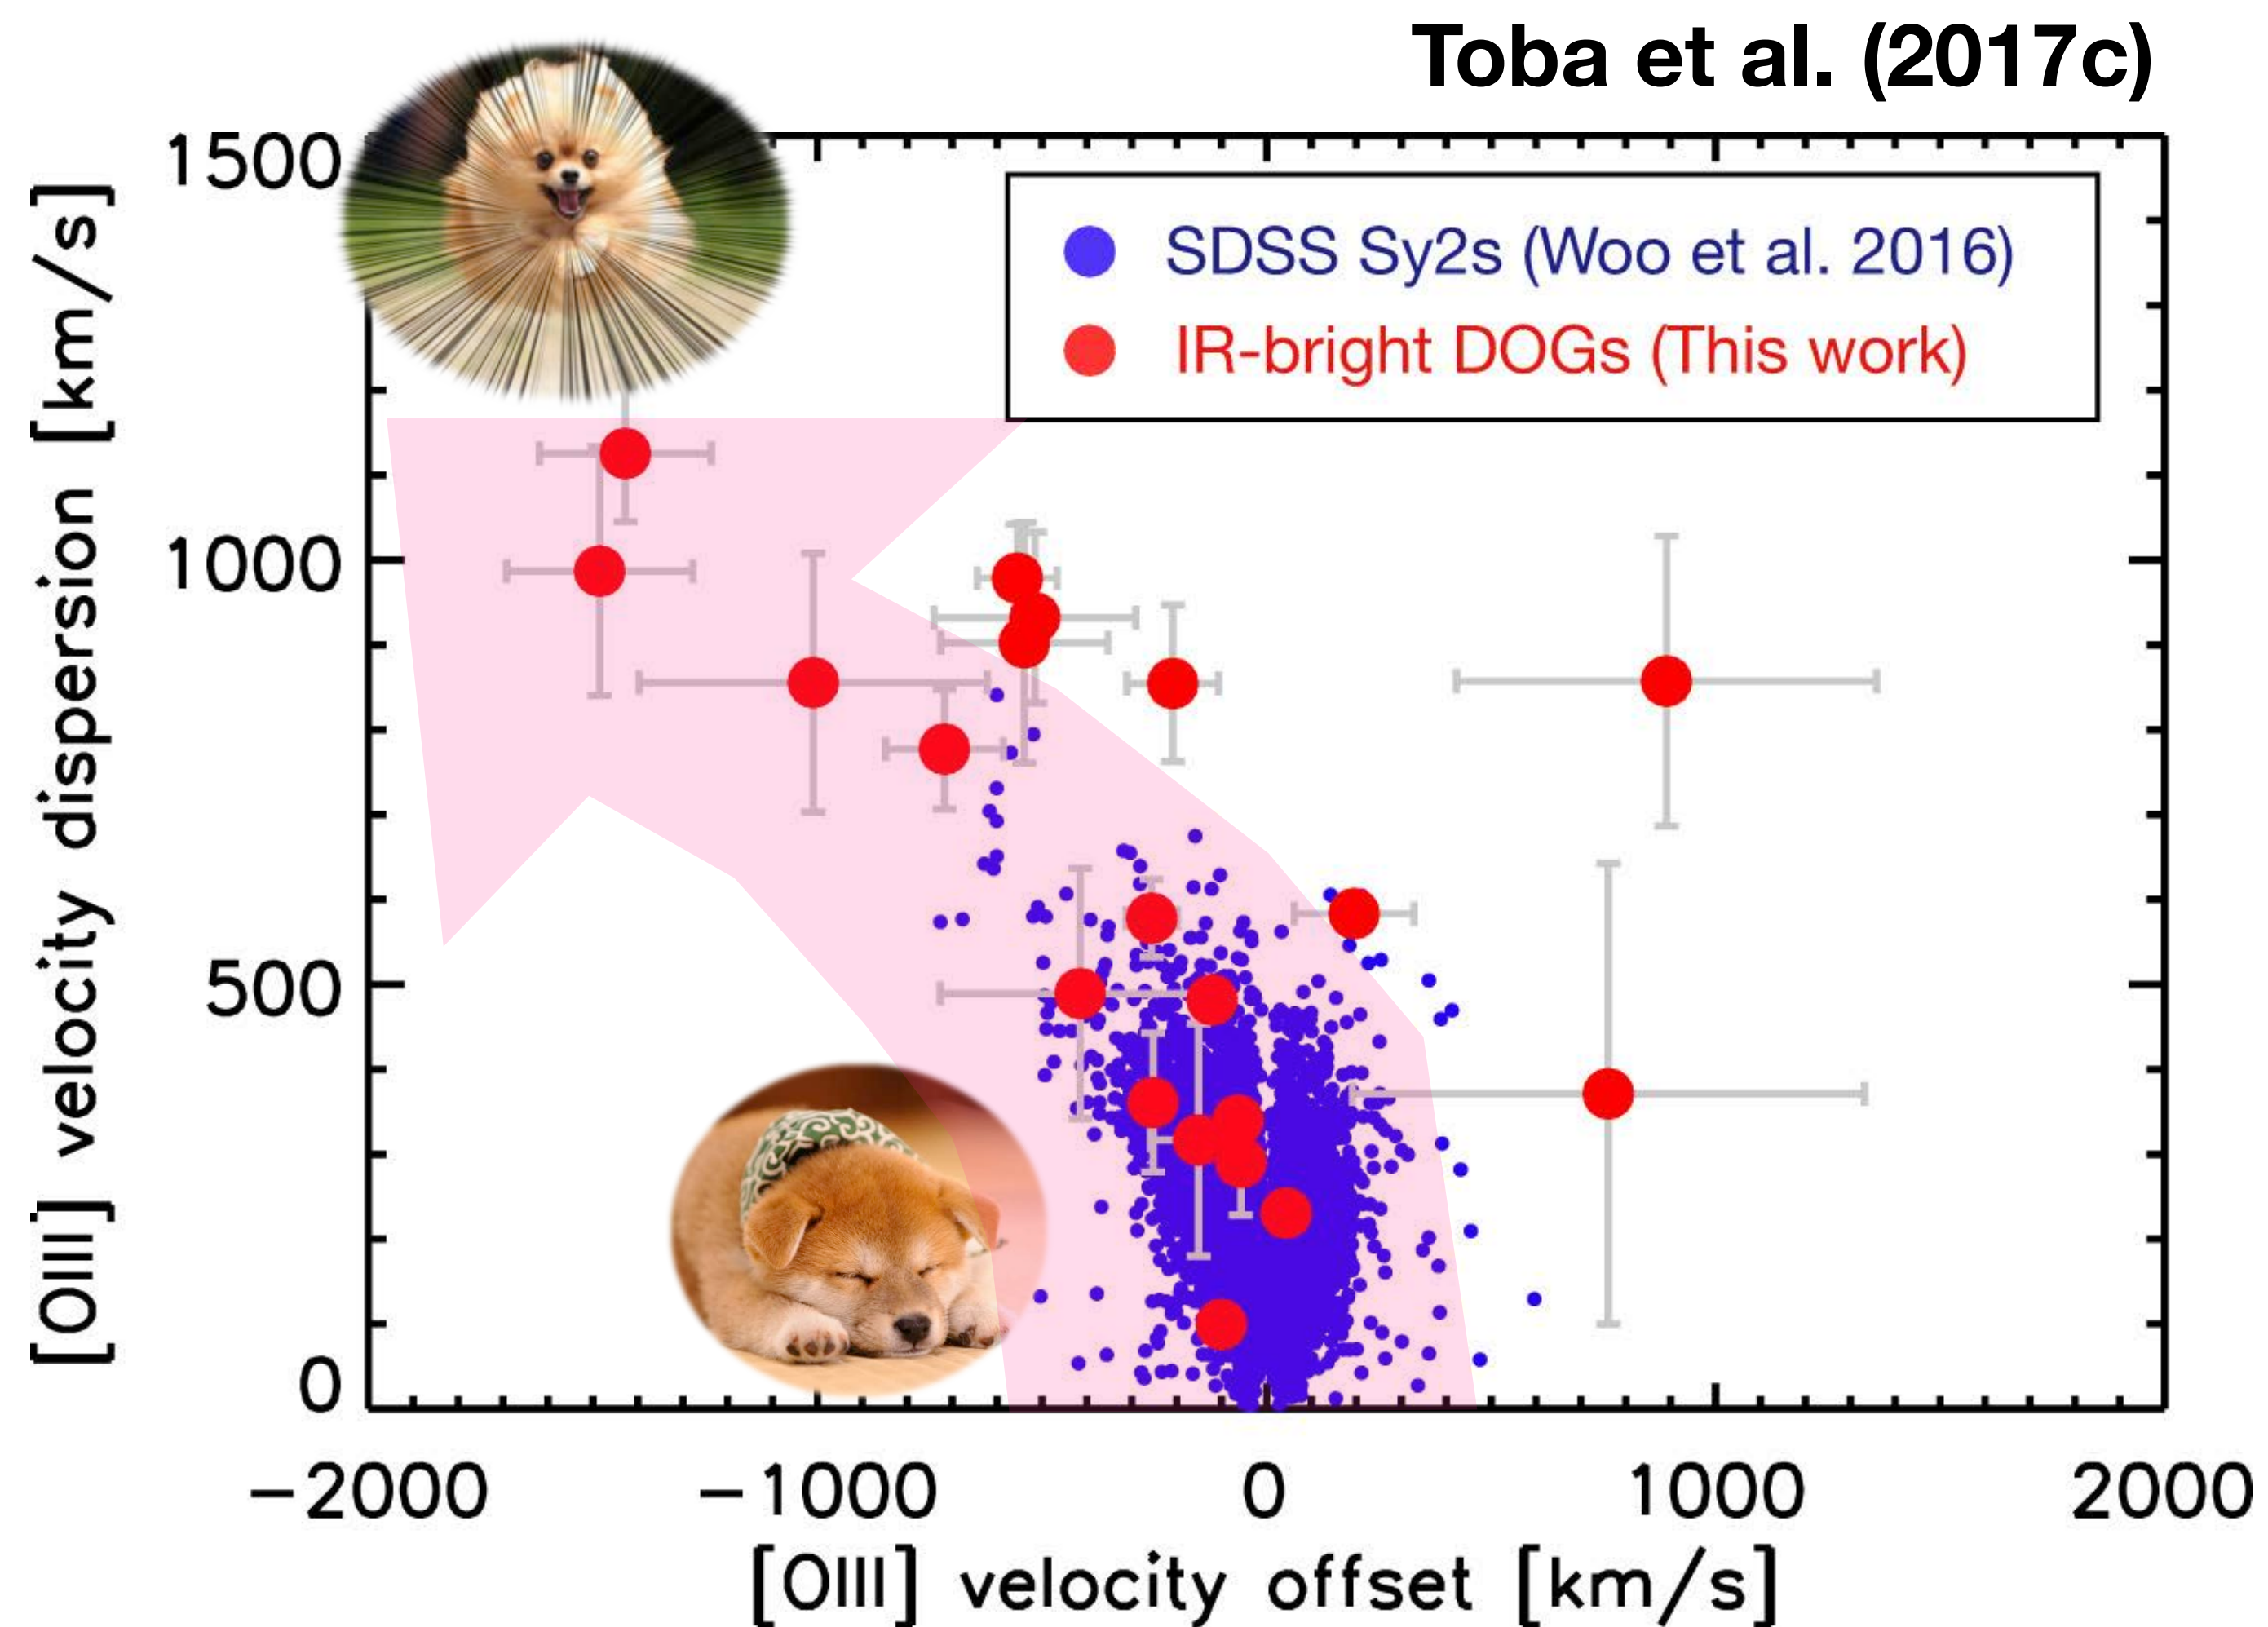 Toba et al. (2017c)
SDSS Sy2s (Woo et al. 2016)
IR-bright DOGs (This work)
[OIII] velocity dispersion [km/s]
1500
1000
500
0
−2000 −1000 0 1000 2000
[OIII] velocity offset [km/s]